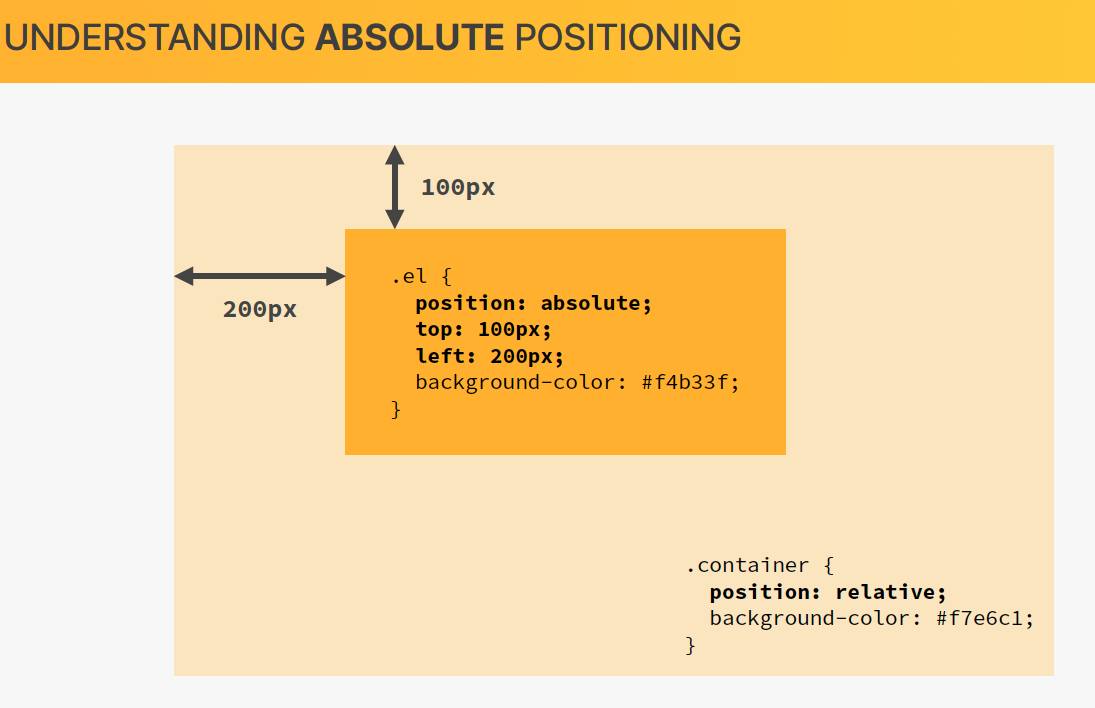 UNDERSTANDING ABSOLUTE POSITIONING
100px
200px
.el {
  position: absolute;
  top: 100px;
  left: 200px;
  background-color: #f4b33f;
}
.container {
  position: relative;
  background-color: #f7e6c1;
}